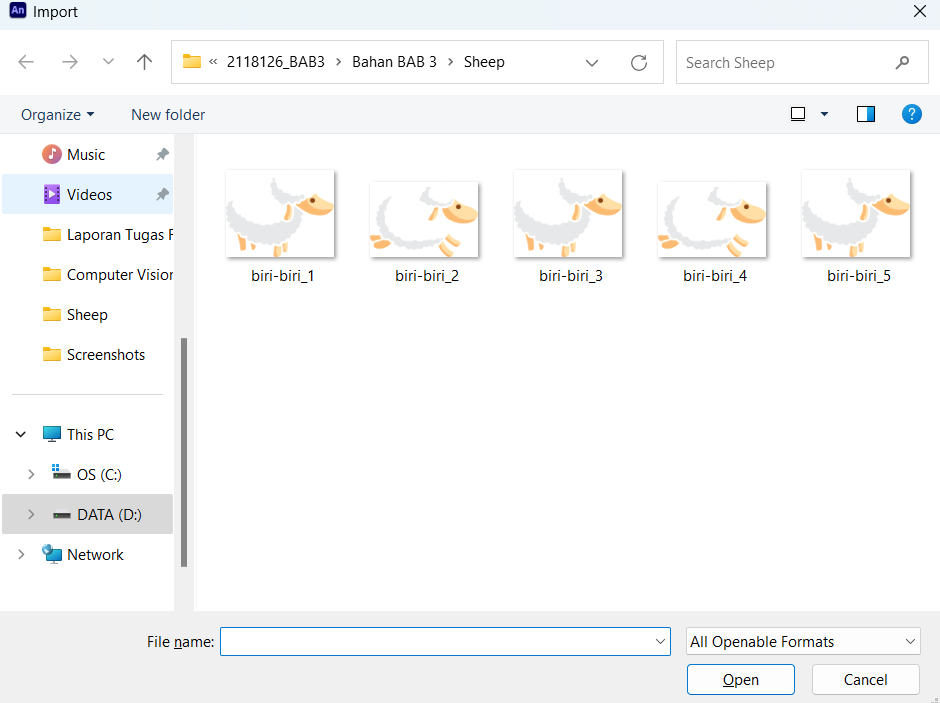 An Import
« 2118126_BAB3 > Bahan BAB 3 > Sheep
Search Sheep
Organize
New folder
?
Music
Videos
Laporan Tugas F
Computer Vision
Sheep
Screenshots
This PC
OS (C:)
DATA (D:)
Network
biri-biri_1
biri-biri_2
biri-biri_3
biri-biri_4
biri-biri_5
File name:
All Openable Formats
Open
Cancel